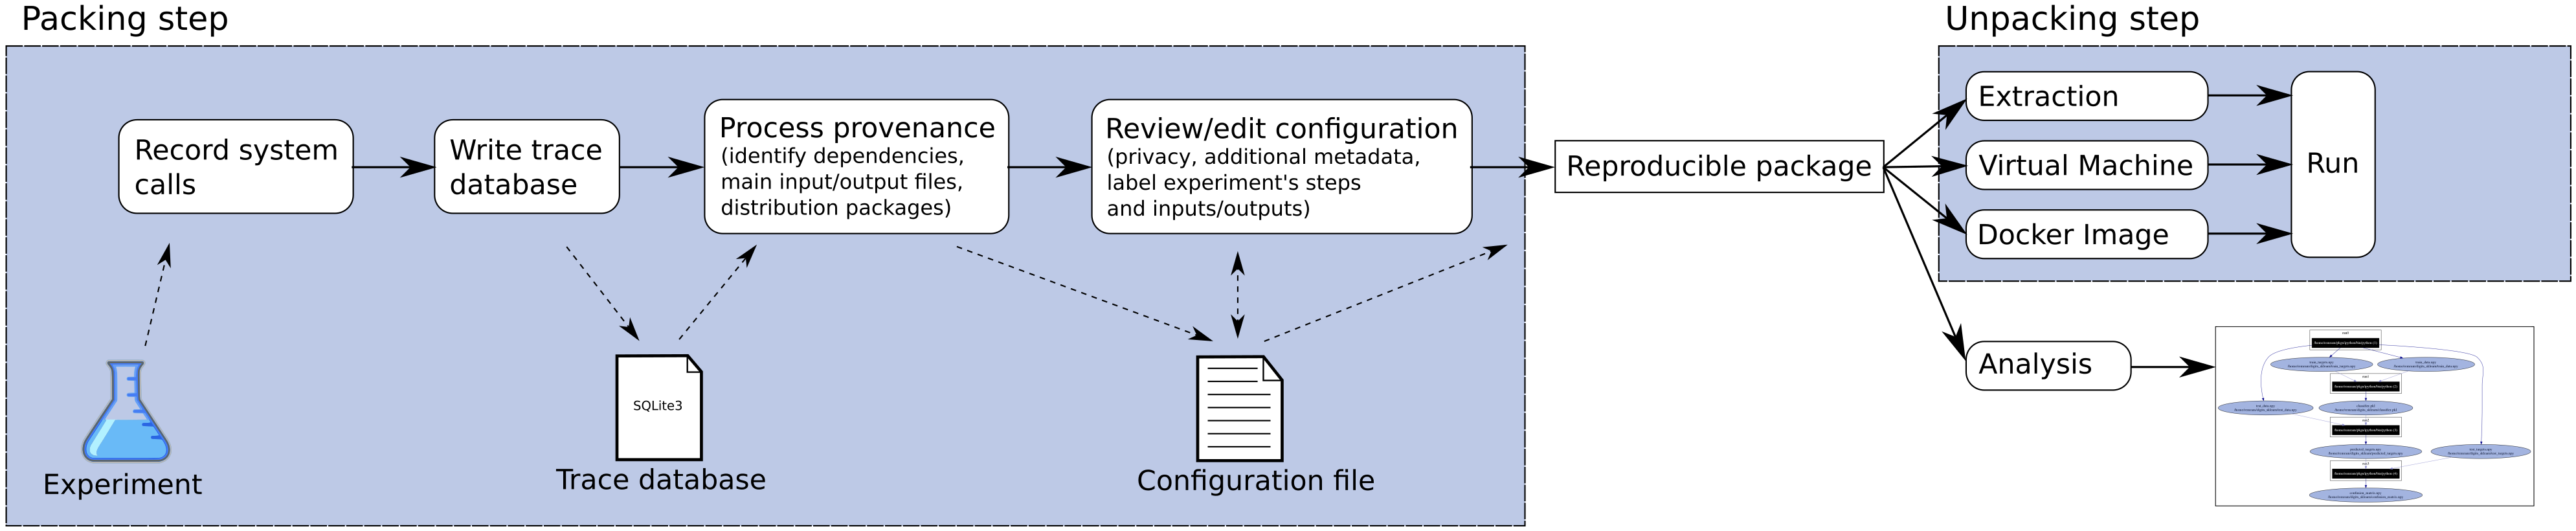 Packing step
Record system
calls
Write trace
database
Process provenance
(identify dependencies,
main input/output files,
distribution packages)
Review/edit configuration
(privacy, additional metadata,
label experiment's steps
and inputs/outputs)
Experiment
SQLite3
Trace database
Configuration file
Reproducible package
Unpacking step
Extraction
Virtual Machine
Docker Image
Run
Analysis